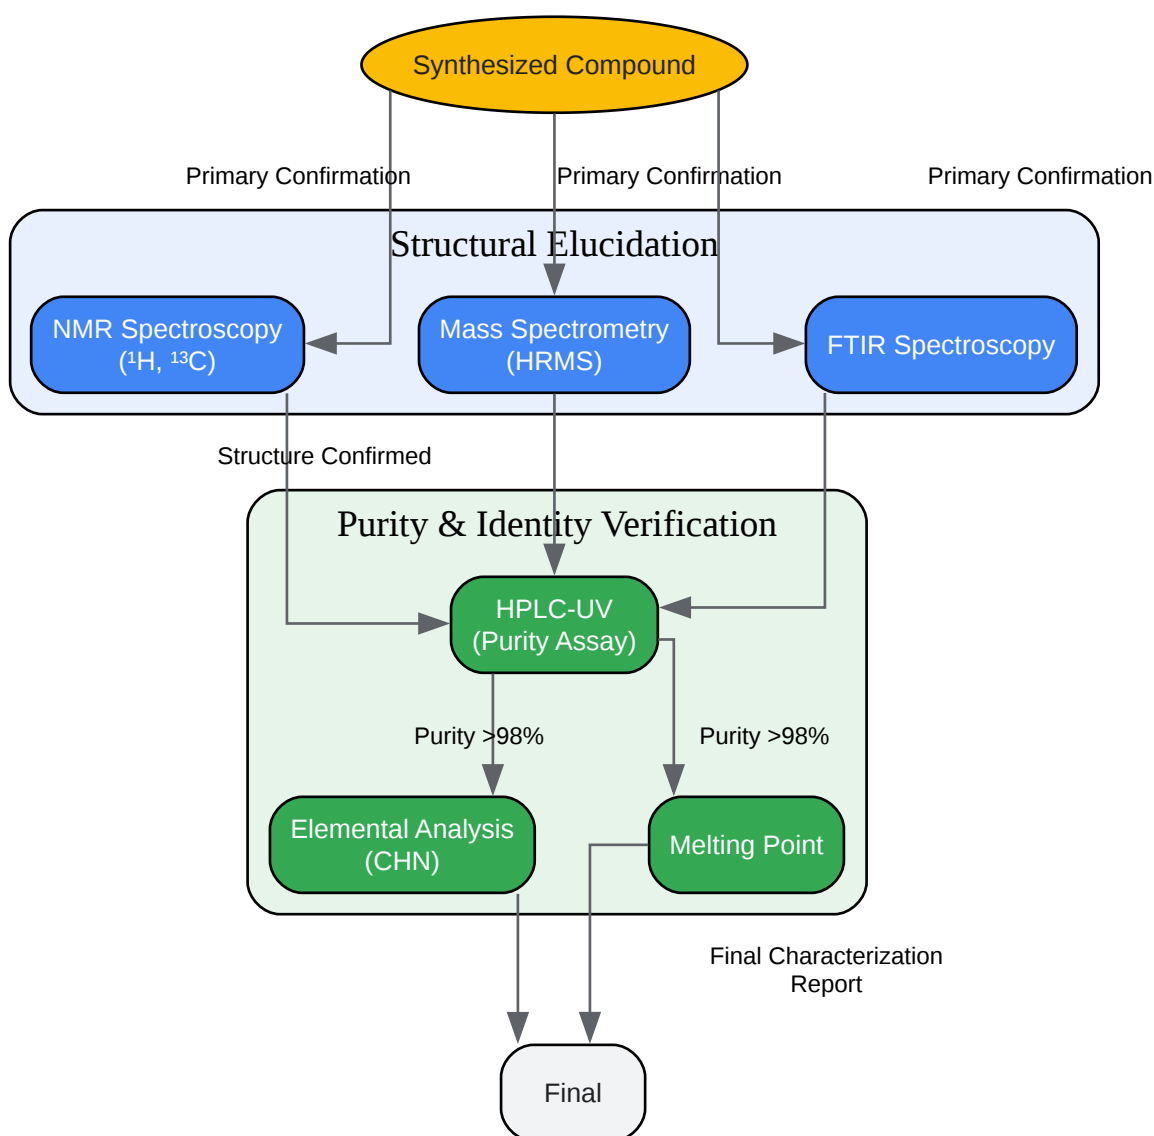 Synthesized Compound
Primary Confirmation
Primary Confirmation
Primary Confirmation
Structural Elucidation
NMR Spectroscopy
(¹H, ¹³C)
Mass Spectrometry
(HRMS)
FTIR Spectroscopy
Structure Confirmed
Purity & Identity Verification
HPLC-UV
(Purity Assay)
Purity >98%
Purity >98%
Elemental Analysis
(CHN)
Melting Point
Final Characterization
Report
Final